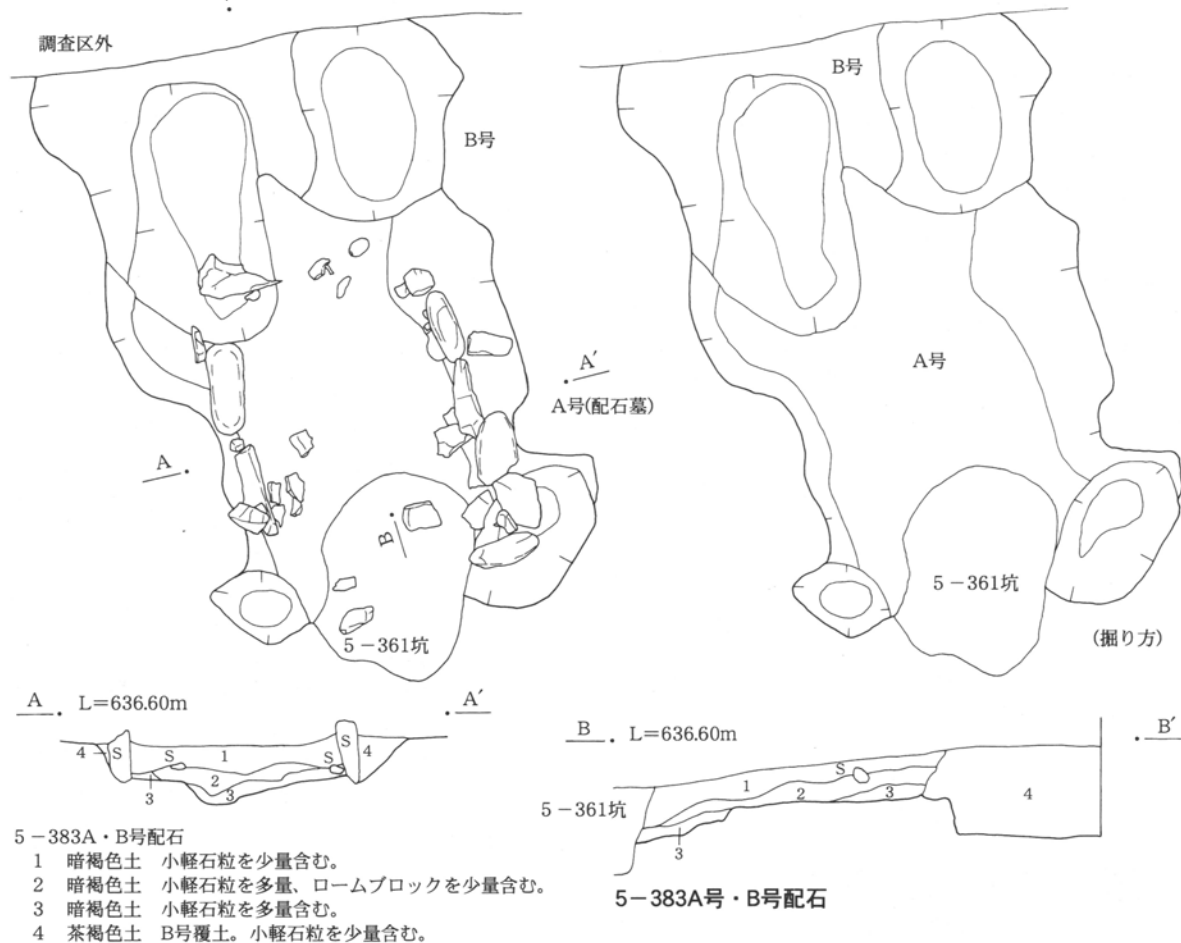 調査区外
B号
A′
A号(配石墓)
A
B
5－361坑
B号
A号
5－361坑
(掘り方)
A L=636.60m A′
4 S S 1 S S 4
2
3 3
B L=636.60m B′
S
1 2 3 4
5－361坑
3
5－383A・B号配石
1 暗褐色土 小軽石粒を少量含む。
2 暗褐色土 小軽石粒を多量、ロームブロックを少量含む。
3 暗褐色土 小軽石粒を多量含む。
4 茶褐色土 B号覆土。小軽石粒を少量含む。
5－383A号・B号配石